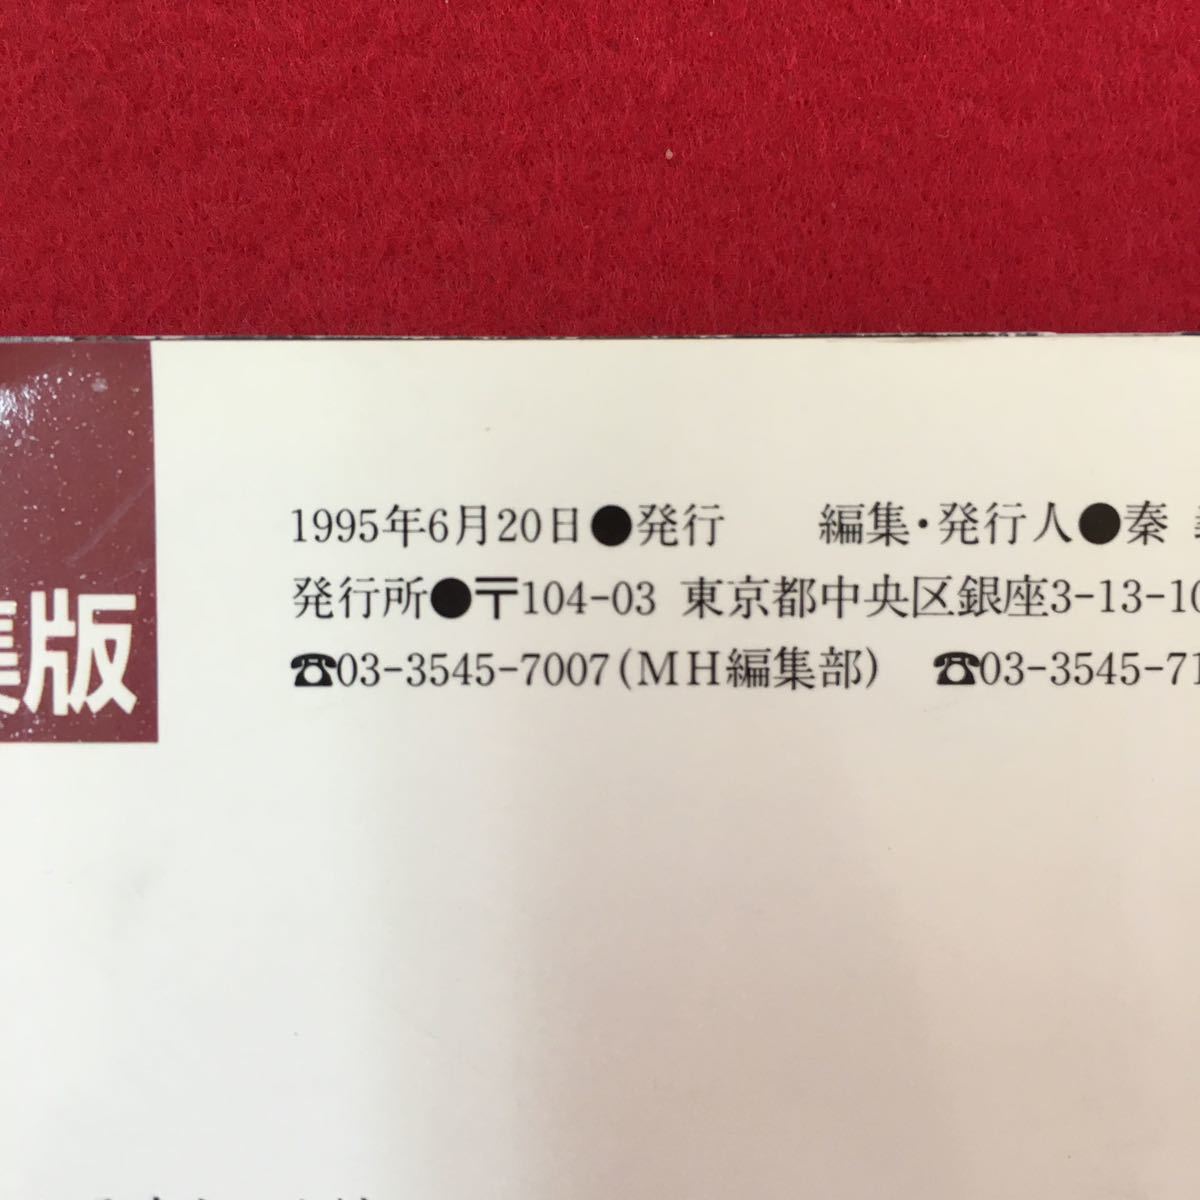 集版
1995年6月20日●発行　編集・発行人●秦
発行所●〒104-03 東京都中央区銀座3-13-10
☎03-3545-7007(MH編集部)　☎03-3545-71